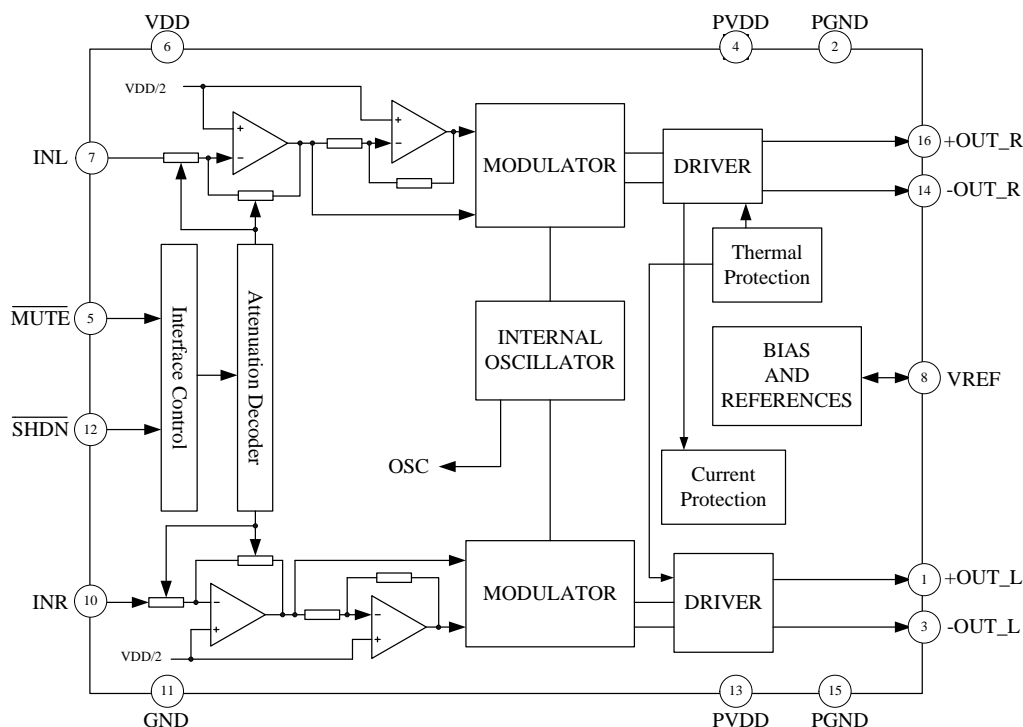 VDD
PVDD
PGND
6
4
2
VDD/2
INL
7
MODULATOR
DRIVER
16
+OUT_R
14
-OUT_R
Thermal
Protection
MUTE
5
Interface Control
Attenuation Decoder
INTERNAL
OSCILLATOR
BIAS
AND
REFERENCES
8
VREF
SHDN
12
OSC
Current
Protection
INR
10
MODULATOR
DRIVER
1
+OUT_L
3
-OUT_L
VDD/2
11
13
15
GND
PVDD
PGND